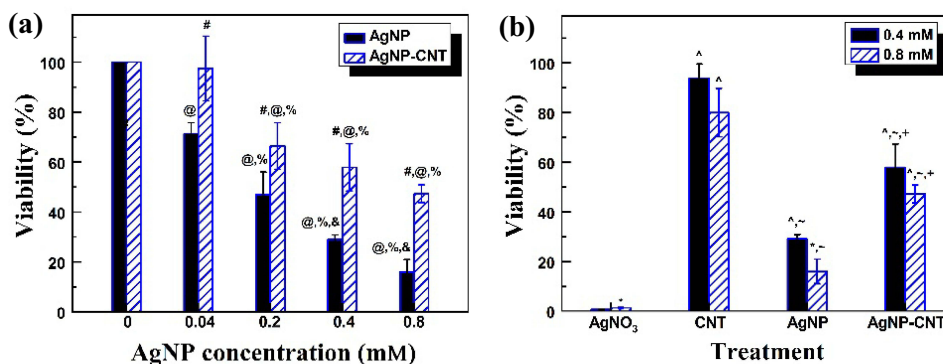 (a)
AgNP
AgNP-CNT
Viability (%)
120
100
80
60
40
20
0
#
@
#,@,%
@,%
#,@,%
@,%,&
#,@,%
@,%,&
0
0.04
0.2
0.4
0.8
AgNP concentration (mM)
(b)
0.4 mM
0.8 mM
Viability (%)
120
100
80
60
40
20
0
^
^
^,~
^,~,+
^,~,+
AgNO3
CNT
AgNP
AgNP-CNT
Treatment